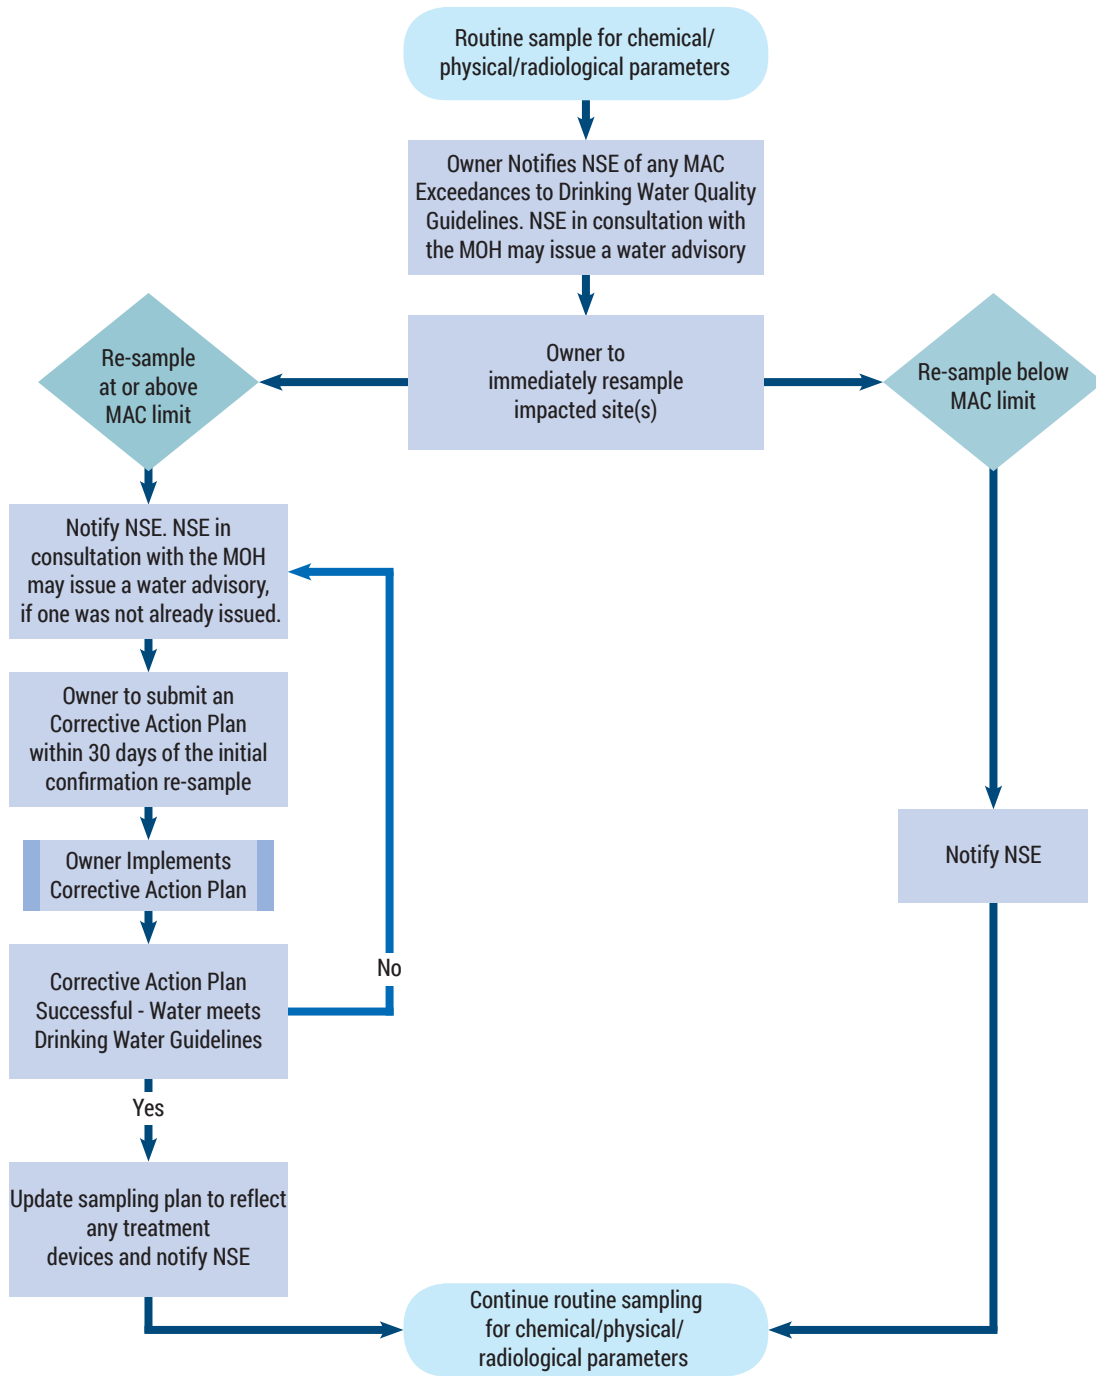 Routine sample for chemical/
physical/radiological parameters
Owner Notifies NSE of any MAC
Exceedances to Drinking Water Quality
Guidelines. NSE in consultation with
the MOH may issue a water advisory
Owner to
immediately resample
impacted site(s)
Re-sample
at or above
MAC limit
Re-sample below
MAC limit
Notify NSE. NSE in
consultation with the MOH
may issue a water advisory,
if one was not already issued.
Owner to submit an
Corrective Action Plan
within 30 days of the initial
confirmation re-sample
Owner Implements
Corrective Action Plan
Notify NSE
Corrective Action Plan
Successful - Water meets
Drinking Water Guidelines
No
Yes
Update sampling plan to reflect
any treatment
devices and notify NSE
Continue routine sampling
for chemical/physical/
radiological parameters